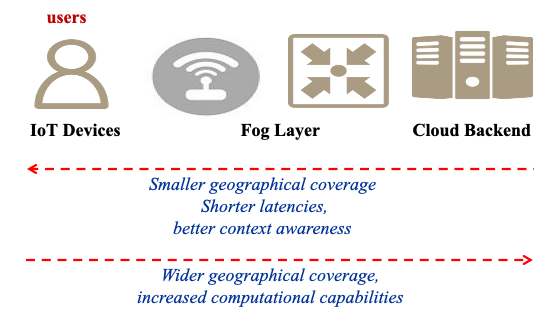 users
IoT Devices
Fog Layer
Cloud Backend
Smaller geographical coverage
Shorter latencies,
better context awareness
Wider geographical coverage,
increased computational capabilities